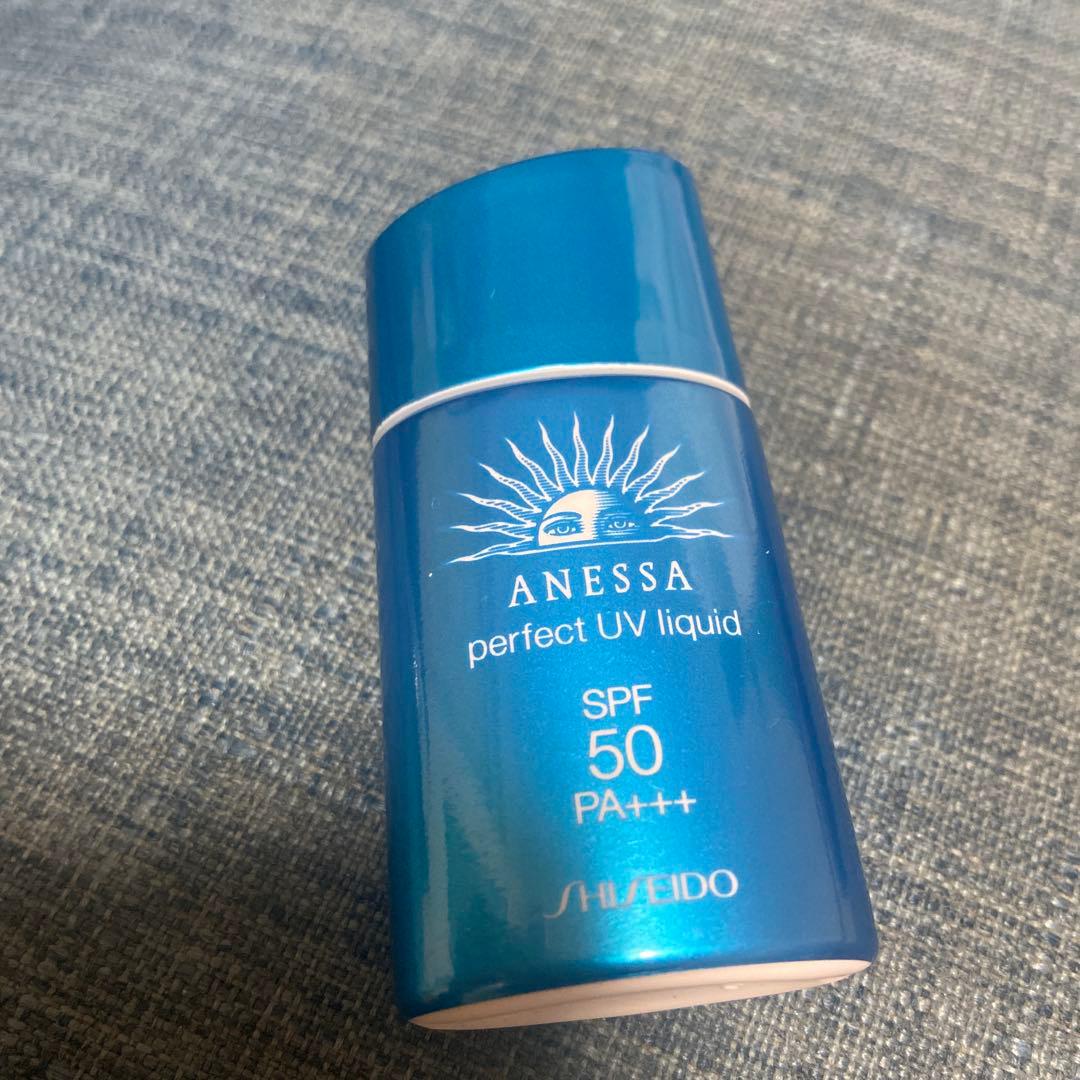 ANESSA
perfect UV liquid
SPF
50
PA+++
SHISEIDO